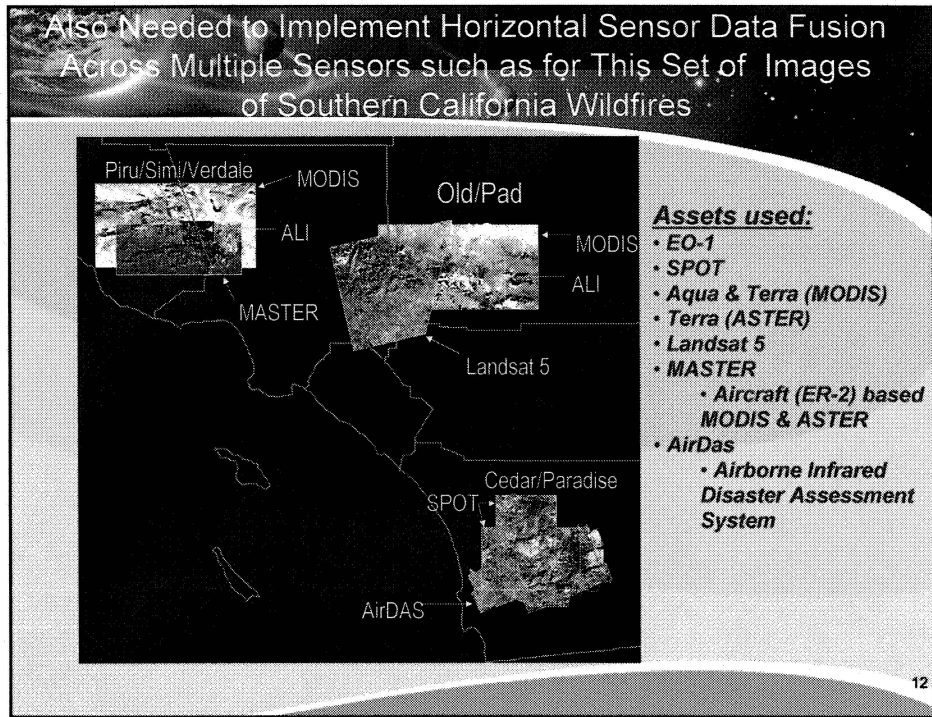 Also Needed to Implement Horizontal Sensor Data Fusion
Across Multiple Sensors such as for This Set of Images
of Southern California Wildfires
Piru/Simi/Verdale
MODIS
ALI
MASTER
Old/Pad
MODIS
ALI
Landsat 5
Cedar/Paradise
SPOT
AirDAS
Assets used:
• EO-1
• SPOT
• Aqua & Terra (MODIS)
• Terra (ASTER)
• Landsat 5
• MASTER
• Aircraft (ER-2) based
MODIS & ASTER
• AirDas
• Airborne Infrared
Disaster Assessment
System
12